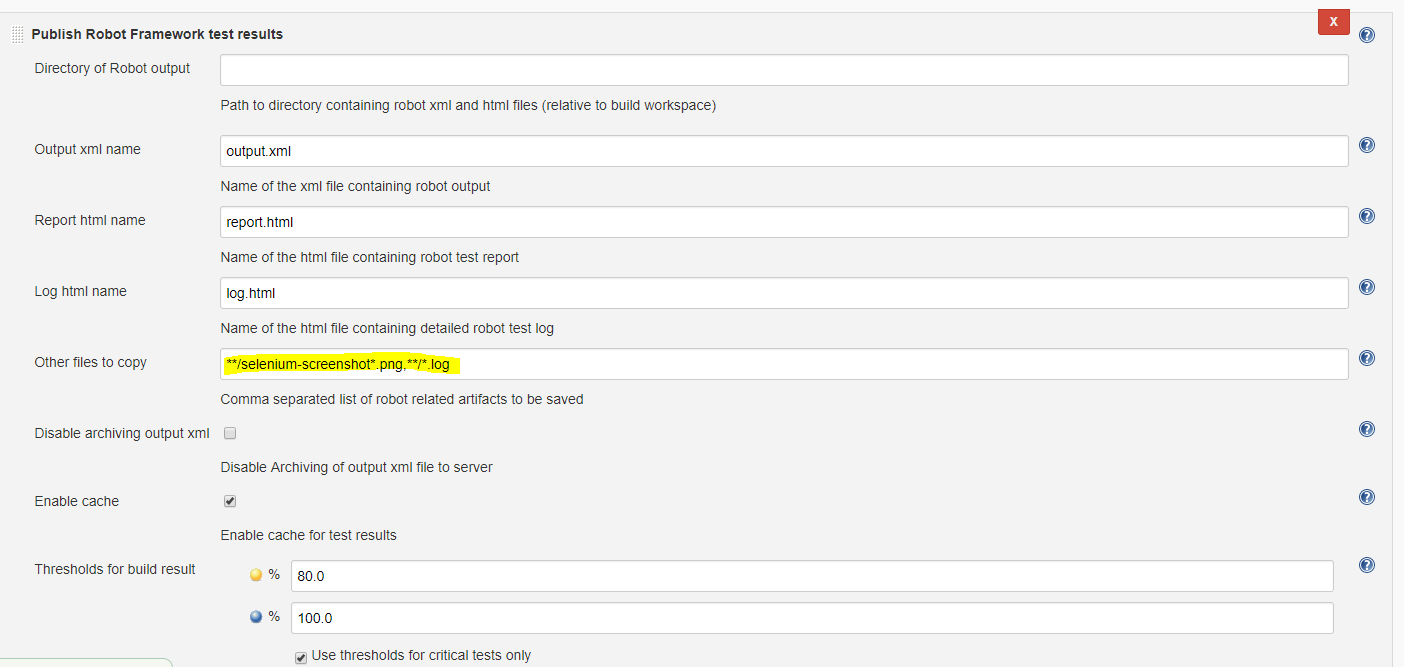 X
Publish Robot Framework test results
Directory of Robot output
Path to directory containing robot xml and html files (relative to build workspace)
Output xml name output.xml
Name of the xml file containing robot output
Report html name report.html
Name of the html file containing robot test report
Log html name log.html
Name of the html file containing detailed robot test log
Other files to copy **/selenium-screenshot*.png,**/*.log
Comma separated list of robot related artifacts to be saved
Disable archiving output xml
Disable Archiving of output xml file to server
Enable cache
Enable cache for test results
Thresholds for build result % 80.0
% 100.0
Use thresholds for critical tests only